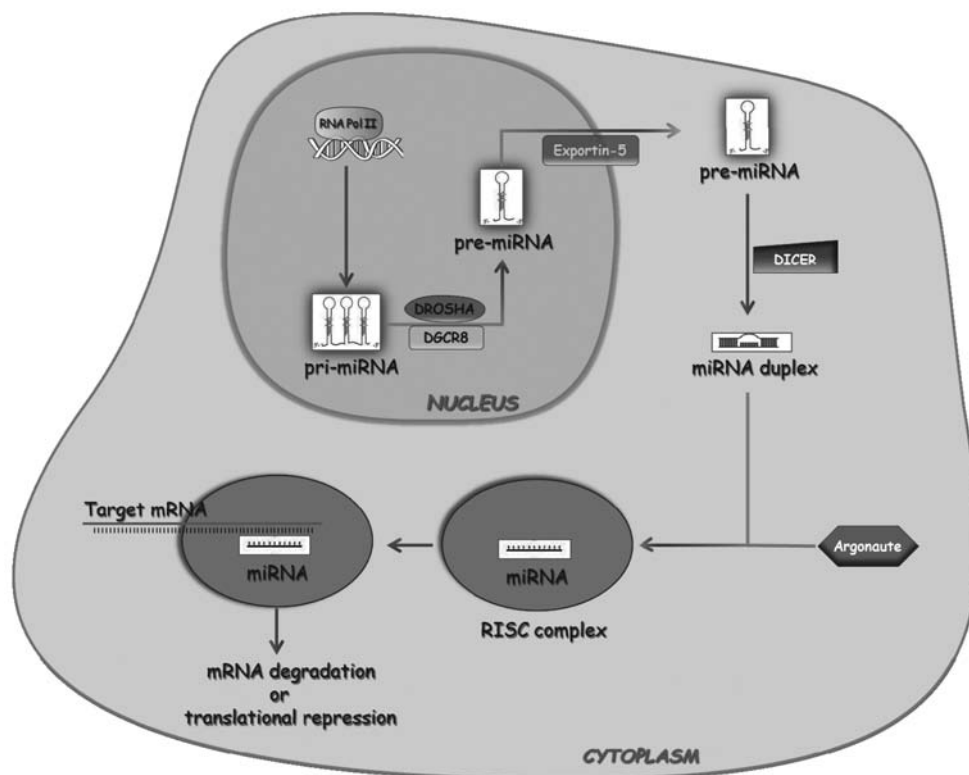 RNA Pol II
pri-miRNA
DROSHA
DGCR8
pre-miRNA
Exportin-5
NUCLEUS
pre-miRNA
DICER
miRNA duplex
Argonaute
miRNA
RISC complex
Target mRNA
miRNA
mRNA degradation
or
translational repression
CYTOPLASM